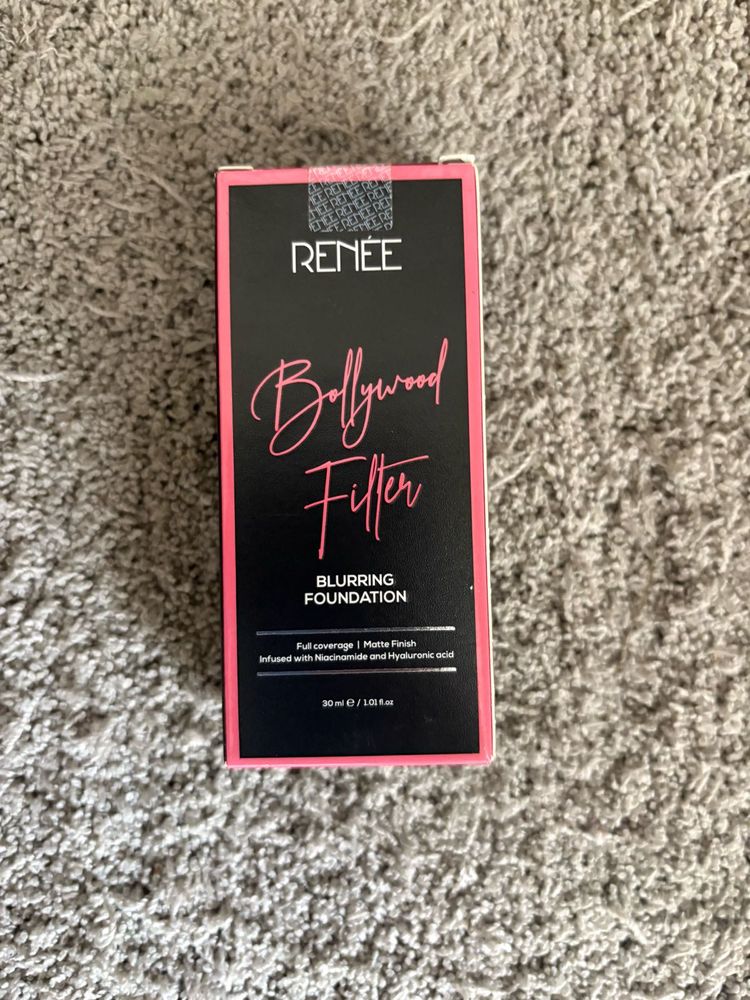 RENÉE
Bollywood
Filter
BLURRING
FOUNDATION
Full coverage | Matte Finish
Infused with Niacinamide and Hyaluronic acid
30 ml ℮ / 1.01 fl.oz